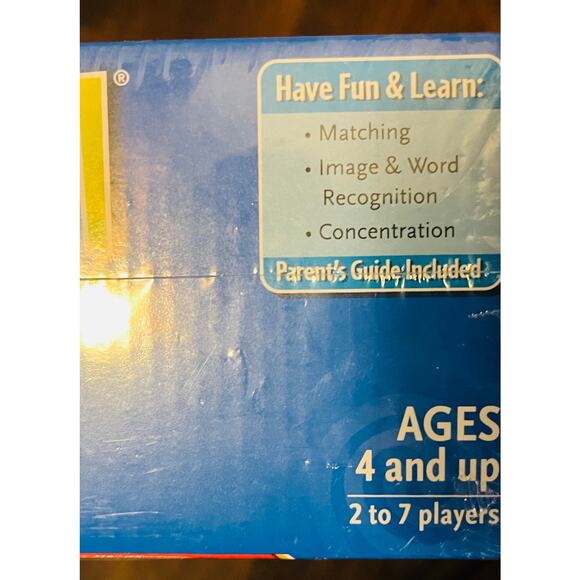 ®
Have Fun & Learn:
• Matching
• Image & Word
Recognition
• Concentration
Parent's Guide Included
AGES
4 and up
2 to 7 players